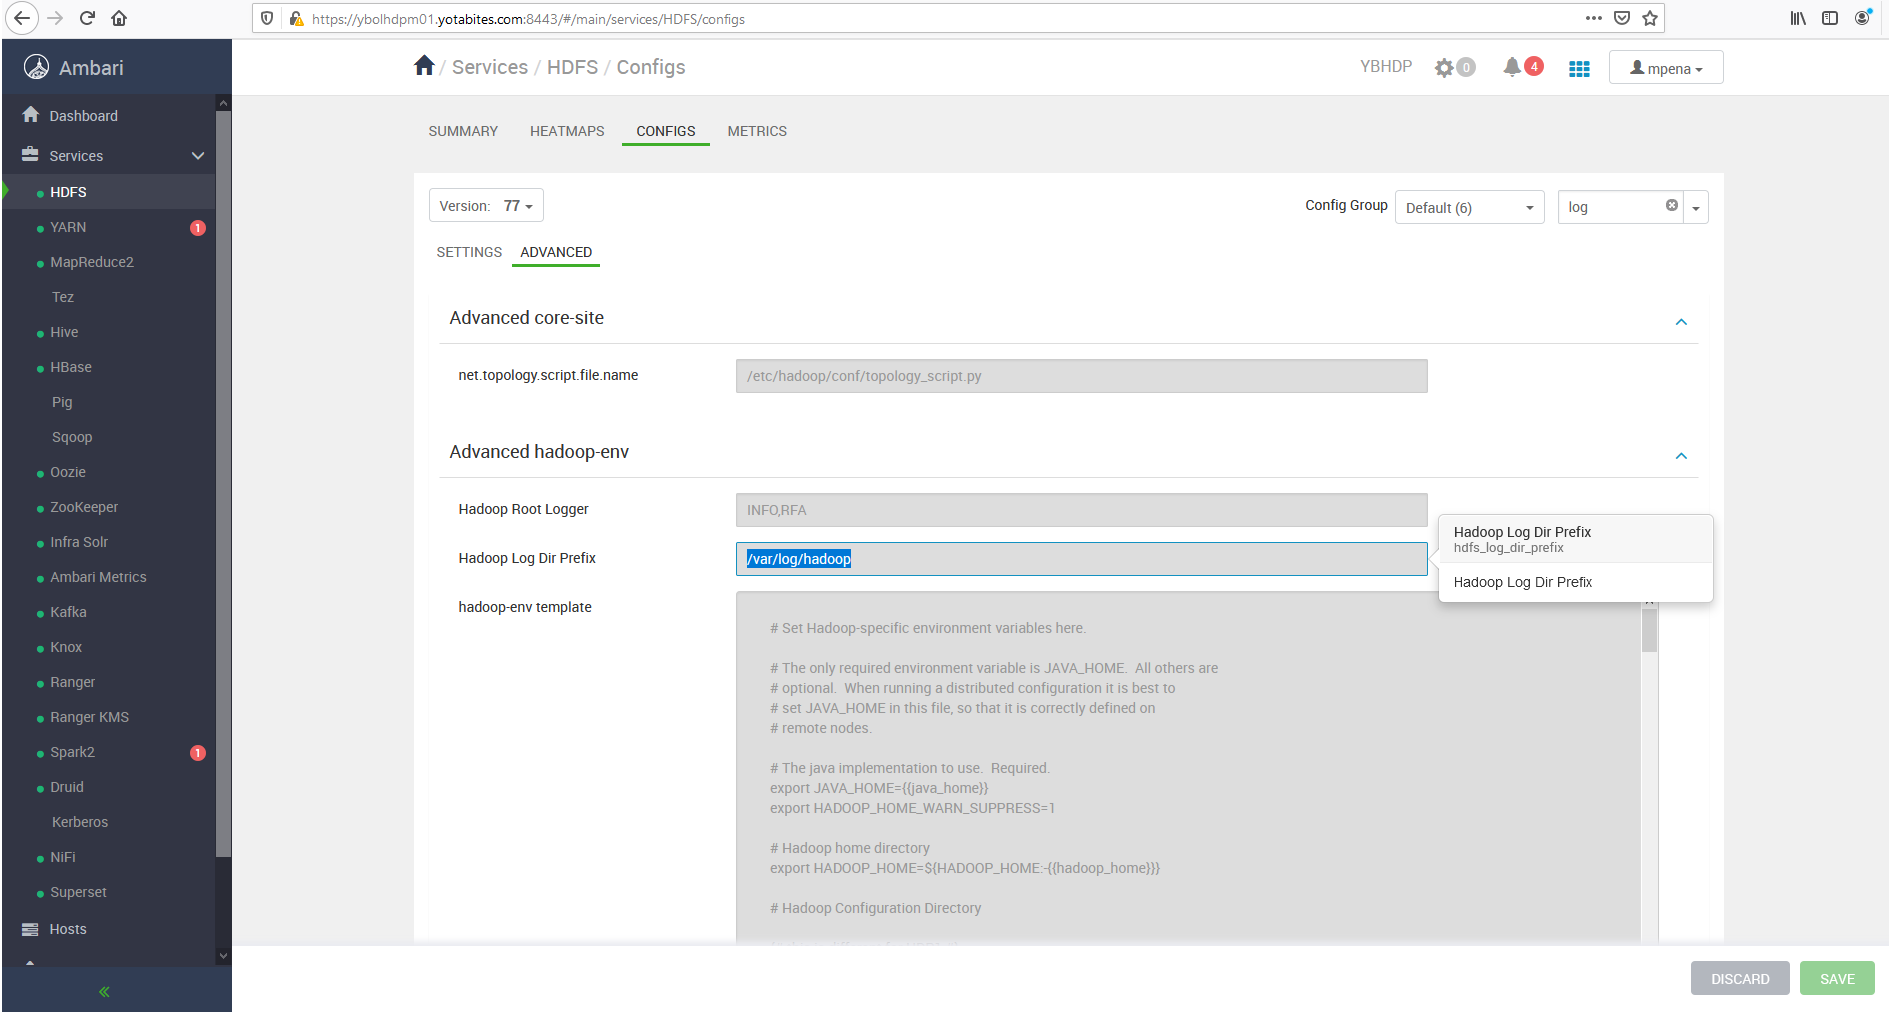 https://ybolhdpm01.yotabites.com:8443/#/main/services/HDFS/configs
Ambari
/ Services / HDFS / Configs
YBHDP
0
4
mpena
Dashboard
Services
HDFS
YARN
1
MapReduce2
Tez
Hive
HBase
Pig
Sqoop
Oozie
ZooKeeper
Infra Solr
Ambari Metrics
Kafka
Knox
Ranger
Ranger KMS
Spark2
1
Druid
Kerberos
NiFi
Superset
Hosts
SUMMARY
HEATMAPS
CONFIGS
METRICS
Version: 77
Config Group
Default (6)
log
SETTINGS
ADVANCED
Advanced core-site
net.topology.script.file.name
/etc/hadoop/conf/topology_script.py
Advanced hadoop-env
Hadoop Root Logger
INFO,RFA
Hadoop Log Dir Prefix
/var/log/hadoop
Hadoop Log Dir Prefix
hdfs_log_dir_prefix
Hadoop Log Dir Prefix
hadoop-env template
# Set Hadoop-specific environment variables here.
# The only required environment variable is JAVA_HOME.  All others are
# optional.  When running a distributed configuration it is best to
# set JAVA_HOME in this file, so that it is correctly defined on
# remote nodes.
# The java implementation to use.  Required.
export JAVA_HOME={{java_home}}
export HADOOP_HOME_WARN_SUPPRESS=1
# Hadoop home directory
export HADOOP_HOME=${HADOOP_HOME:-{{hadoop_home}}}
# Hadoop Configuration Directory
DISCARD
SAVE